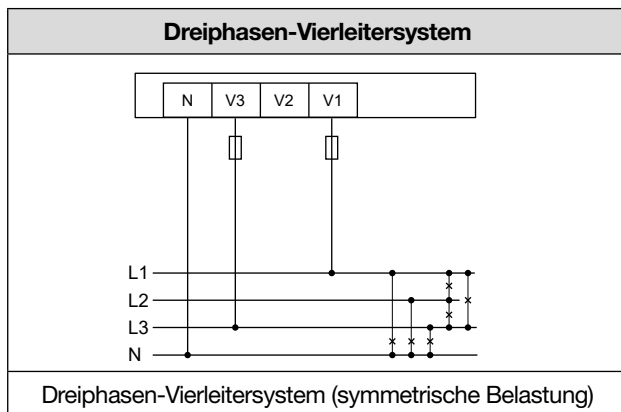 Dreiphasen-Vierleitersystem
N V3 V2 V1
L1
L2
L3
N
Dreiphasen-Vierleitersystem (symmetrische Belastung)